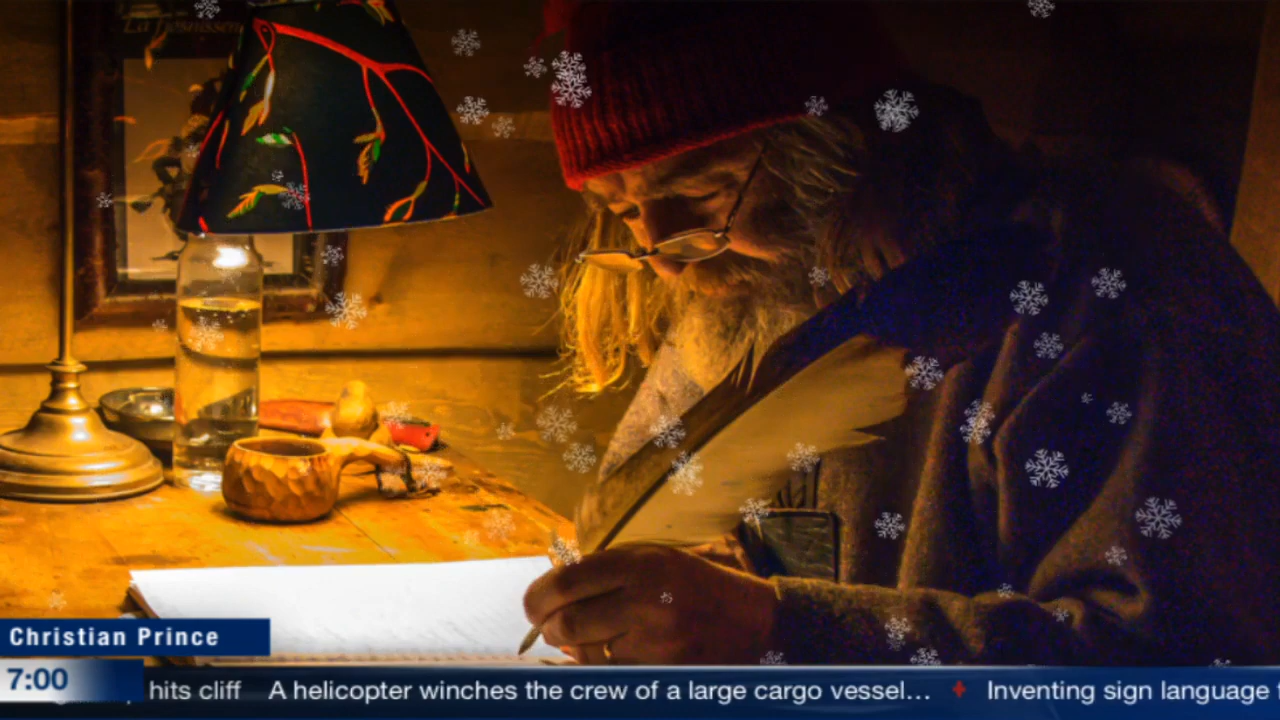 Christian Prince
7:00
hits cliff A helicopter winches the crew of a large cargo vessel… ♦ Inventing sign language